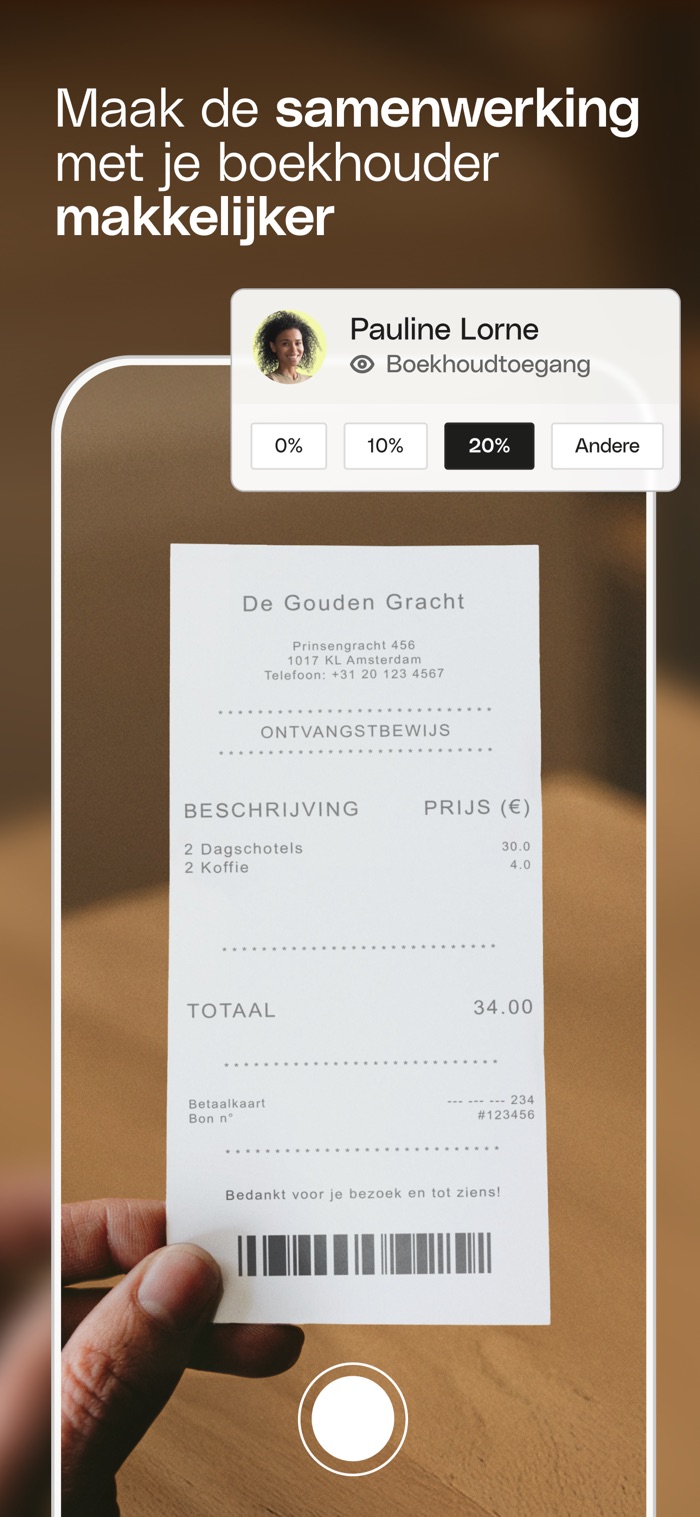 Maak de samenwerking
met je boekhouder
makkelijker
Pauline Lorne
Boekhoudtoegang
0% 10% 20% Andere
De Gouden Gracht
Prinsengracht 456
1017 KL Amsterdam
Telefoon: +31 20 123 4567
ONTVANGSTBEWIJS
BESCHRIJVING PRIJS (€)
2 Dagschotels 30.0
2 Koffie 4.0
TOTAAL 34.00
Betaalkaart --- --- --- 234
Bon n° #123456
Bedankt voor je bezoek en tot ziens!